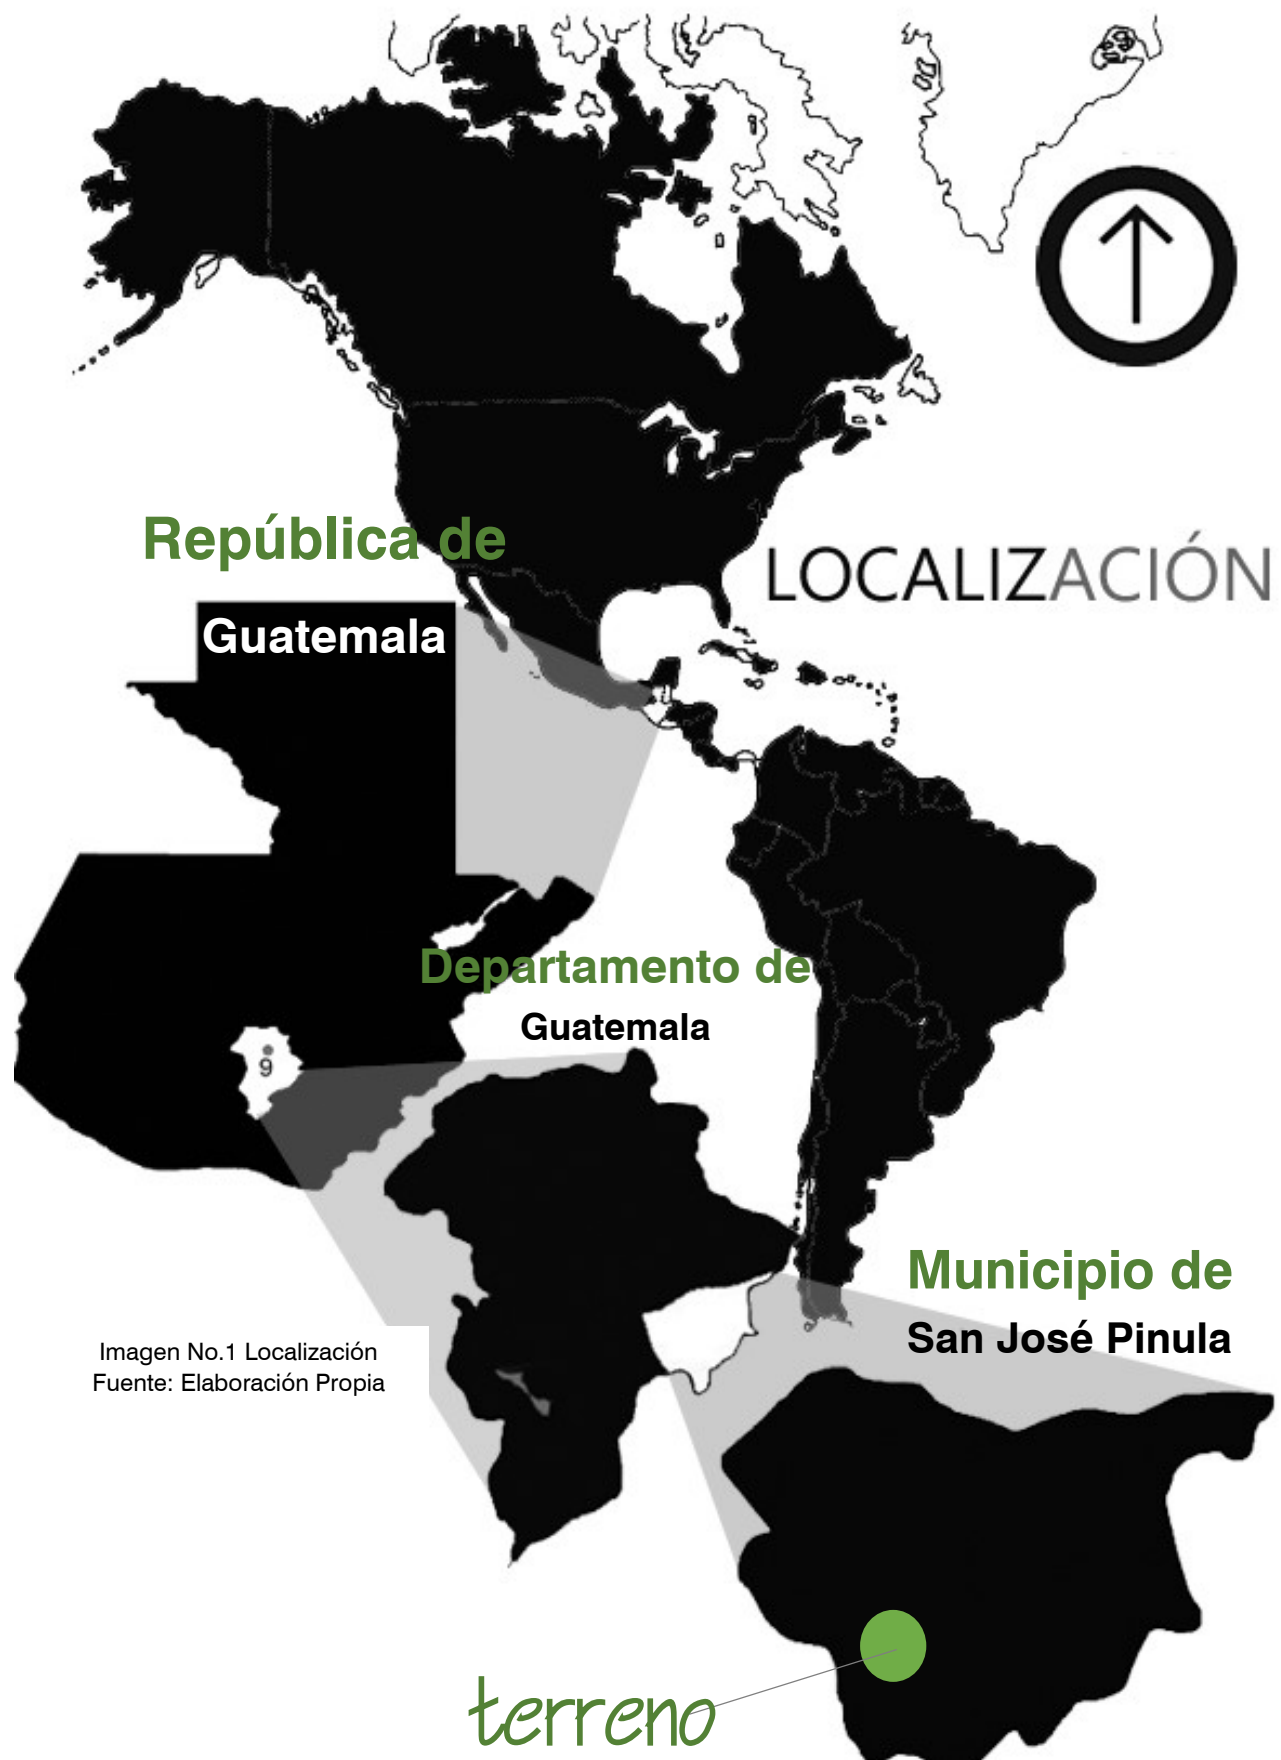 República de
LOCALIZACIÓN
Guatemala
Departamento de
Guatemala
9
Municipio de
San José Pinula
Imagen No.1 Localización
Fuente: Elaboración Propia
terreno